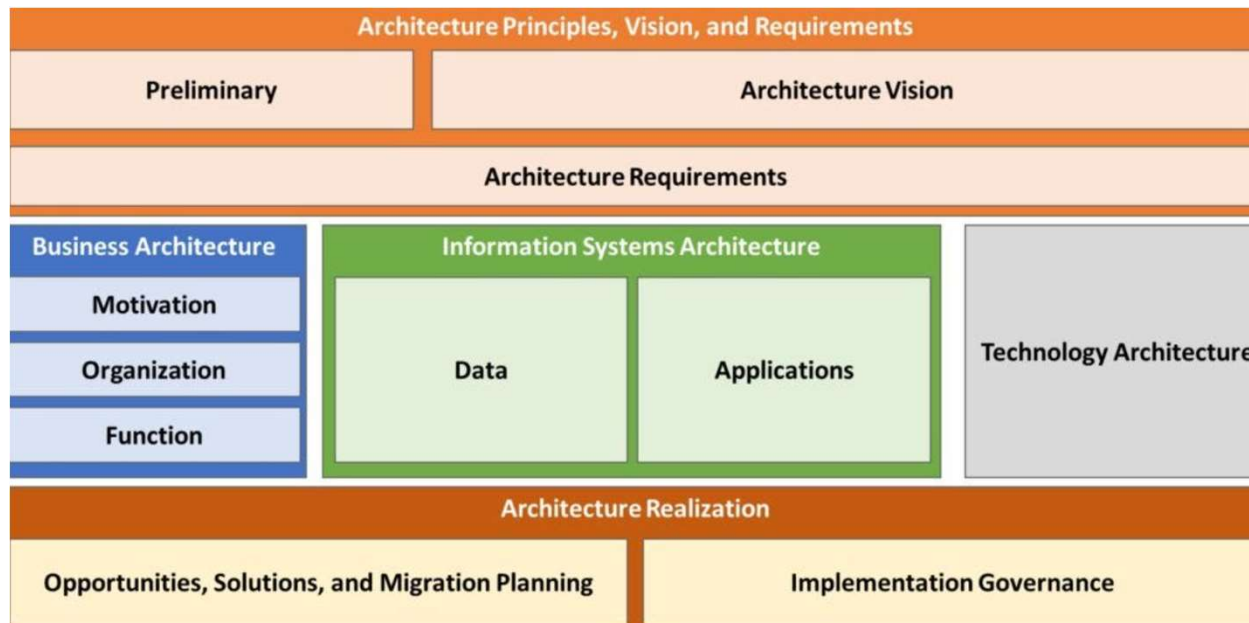 Architecture Principles, Vision, and Requirements
Preliminary
Architecture Vision
Architecture Requirements
Business Architecture
Motivation
Organization
Function
Information Systems Architecture
Data
Applications
Technology Architecture
Architecture Realization
Opportunities, Solutions, and Migration Planning
Implementation Governance